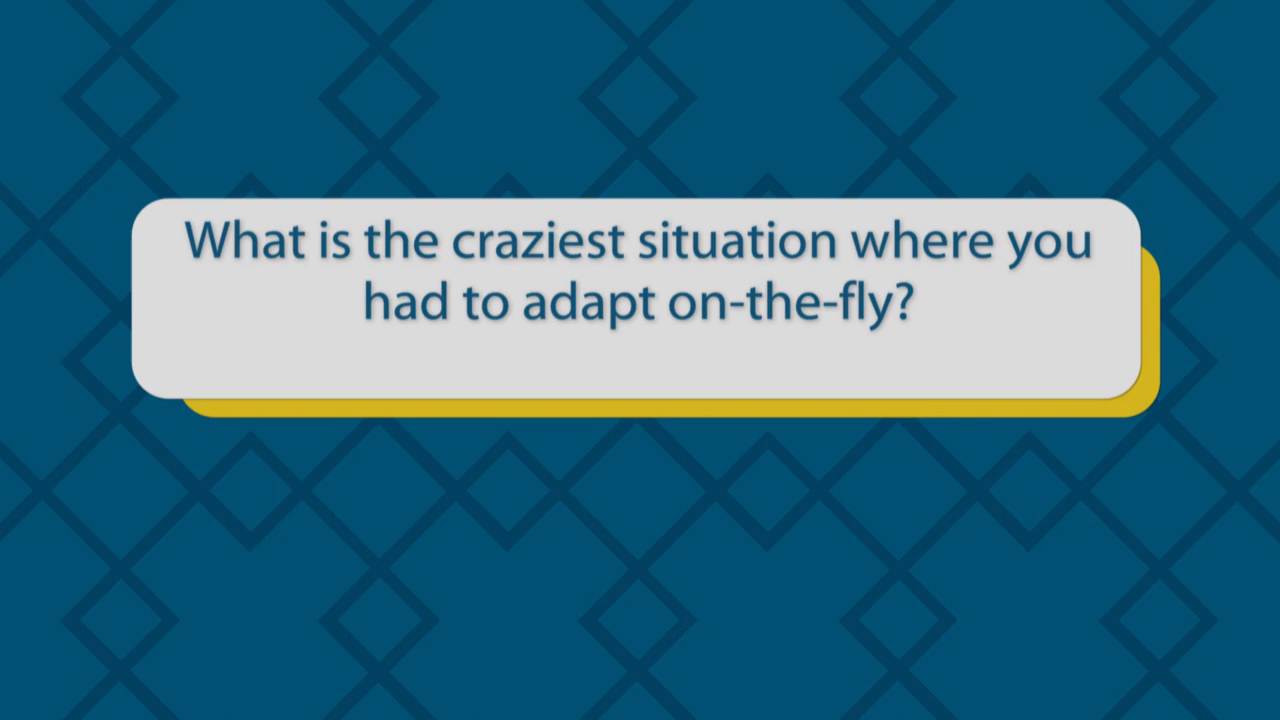 What is the craziest situation where you
had to adapt on-the-fly?